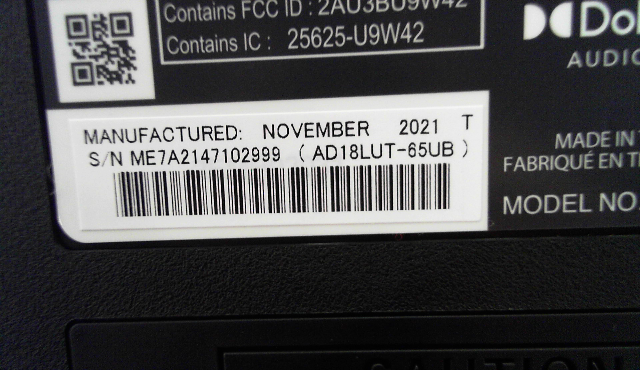 Contains FCC ID : 2AU3BU9W42
Contains IC : 25625-U9W42
AUDIO
MANUFACTURED: NOVEMBER 2021 T
S/N ME7A2147102999 ( AD18LUT-65UB )
MADE IN
FABRIQUÉ EN T
MODEL NO.
CAUTION